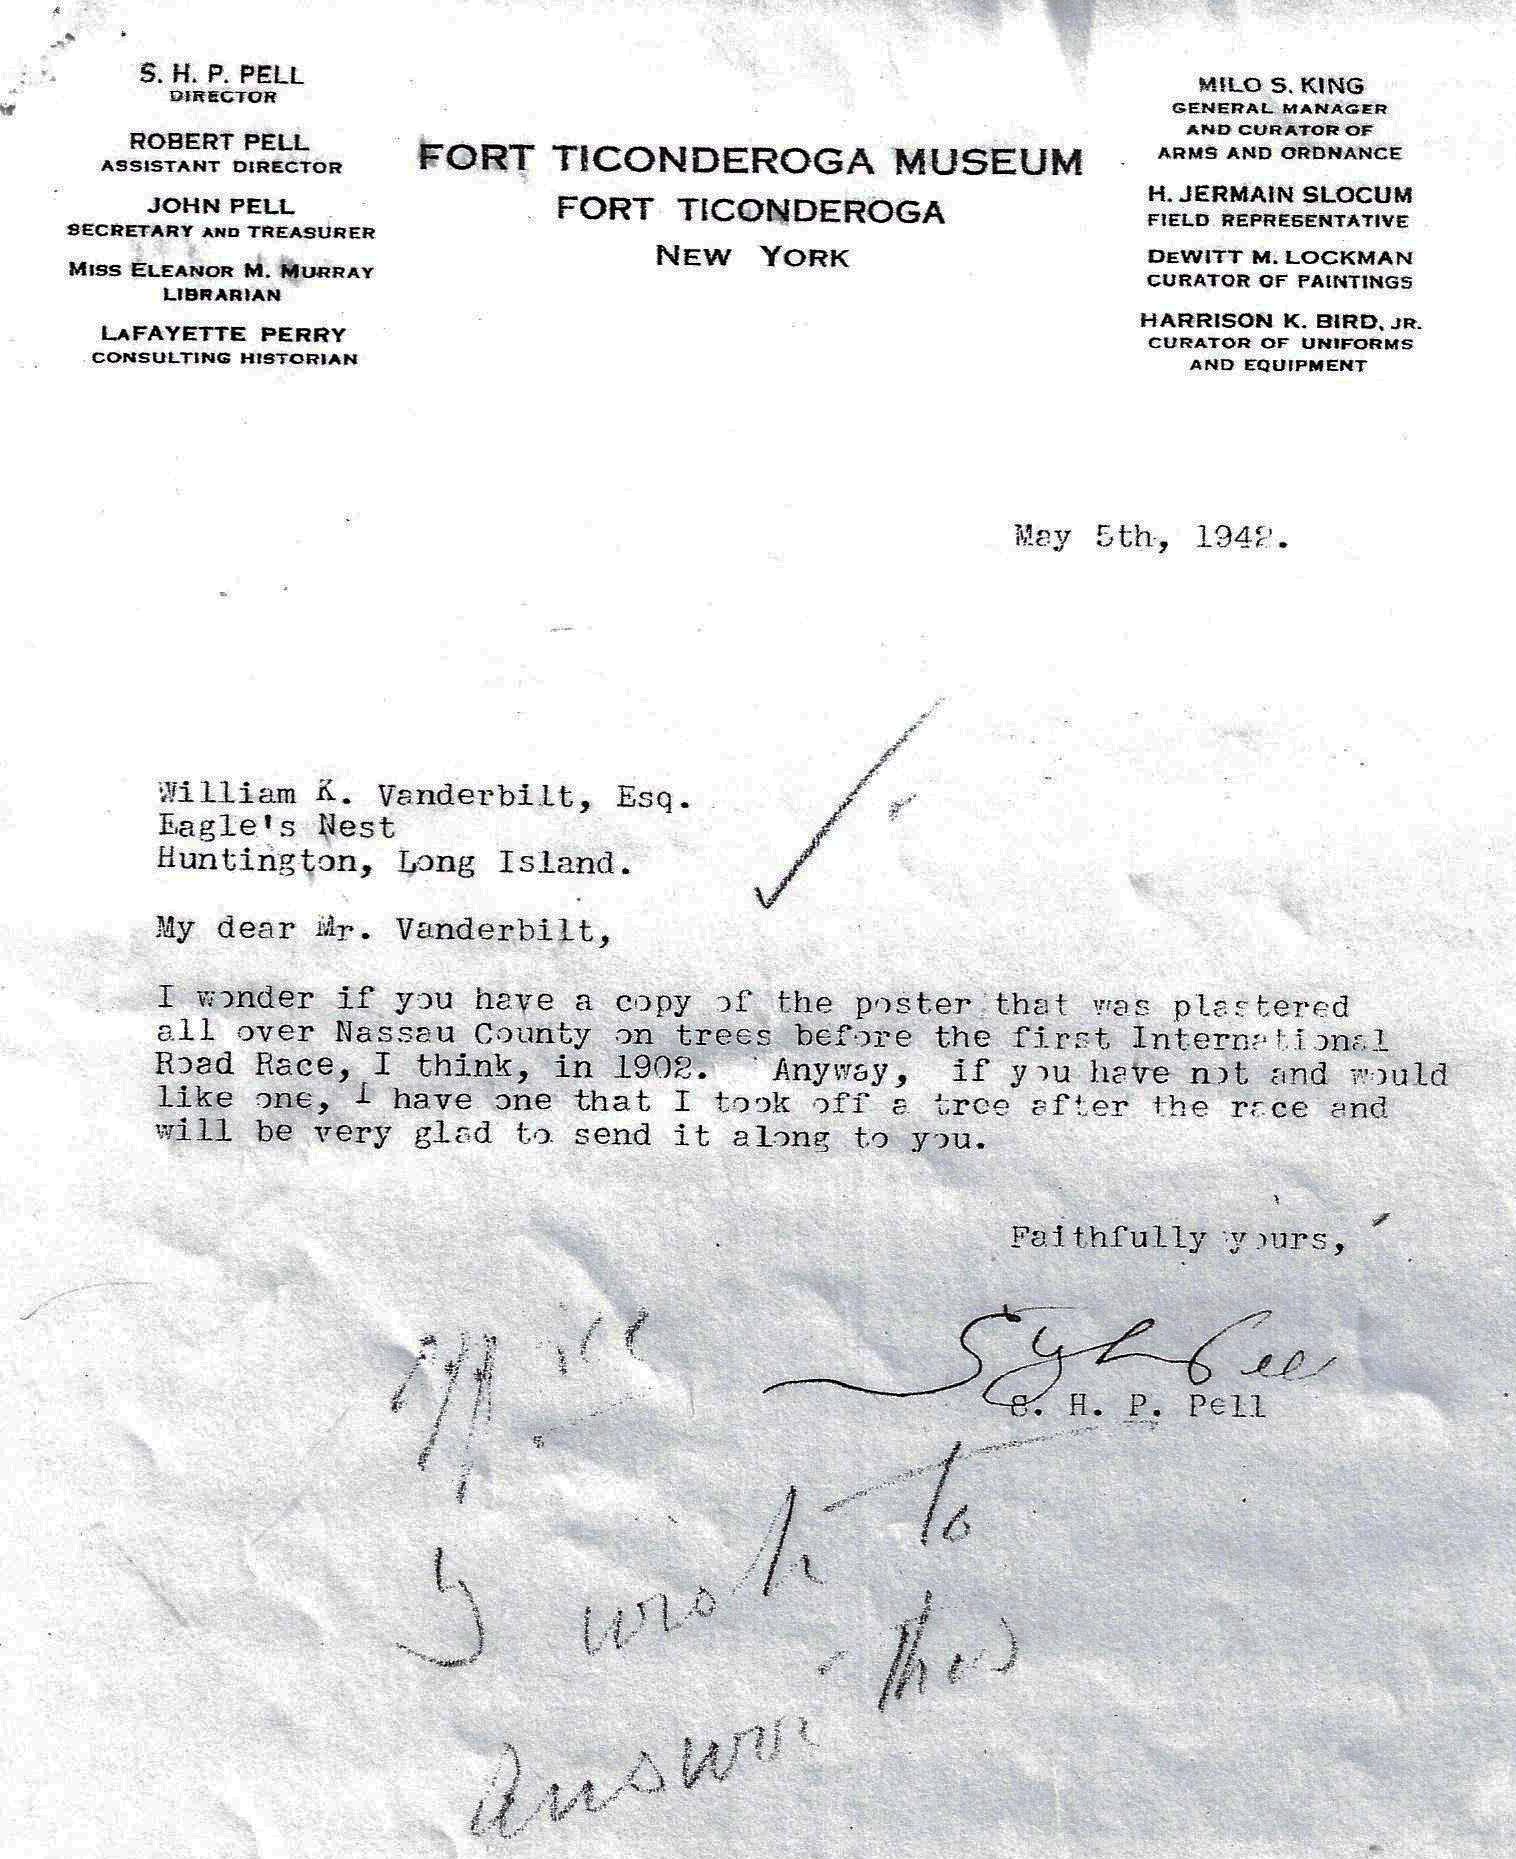 S. H. P. PELL
DIRECTOR
ROBERT PELL
ASSISTANT DIRECTOR
JOHN PELL
SECRETARY AND TREASURER
MISS ELEANOR M. MURRAY
LIBRARIAN
LAFAYETTE PERRY
CONSULTING HISTORIAN
FORT TICONDEROGA MUSEUM
FORT TICONDEROGA
NEW YORK
MILO S. KING
GENERAL MANAGER
AND CURATOR OF
ARMS AND ORDNANCE
H. JERMAIN SLOCUM
FIELD REPRESENTATIVE
DEWITT M. LOCKMAN
CURATOR OF PAINTINGS
HARRISON K. BIRD, JR.
CURATOR OF UNIFORMS
AND EQUIPMENT
May 5th, 1942.
William K. Vanderbilt, Esq.
Eagle's Nest
Huntington, Long Island.
My dear Mr. Vanderbilt,
I wonder if you have a copy of the poster that was plastered
all over Nassau County on trees before the first International
Road Race, I think, in 1902. Anyway, if you have not and would
like one, I have one that I took off a tree after the race and
will be very glad to send it along to you.
Faithfully yours,
S. H. P. Pell
I wrote to
Answer